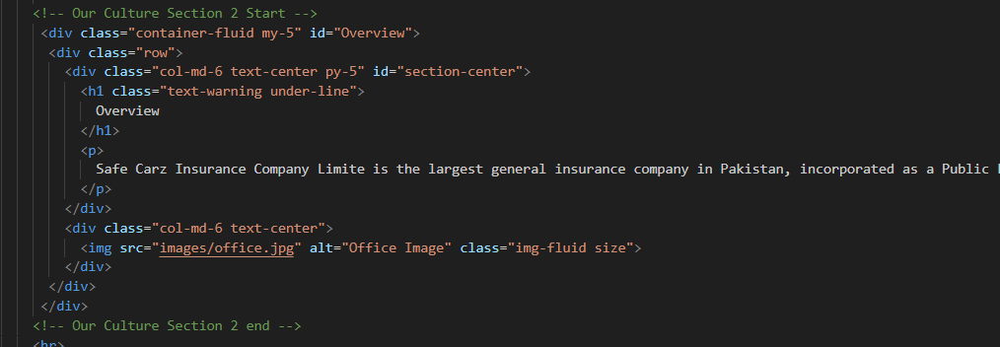 <!-- Our Culture Section 2 Start -->
<div class="container-fluid my-5" id="Overview">
<div class="row">
<div class="col-md-6 text-center py-5" id="section-center">
<h1 class="text-warning under-line">
Overview
</h1>
<p>
Safe Carz Insurance Company Limite is the largest general insurance company in Pakistan, incorporated as a Public
</p>
</div>
<div class="col-md-6 text-center">
<img src="images/office.jpg" alt="Office Image" class="img-fluid size">
</div>
</div>
</div>
<!-- Our Culture Section 2 end -->
<hr>